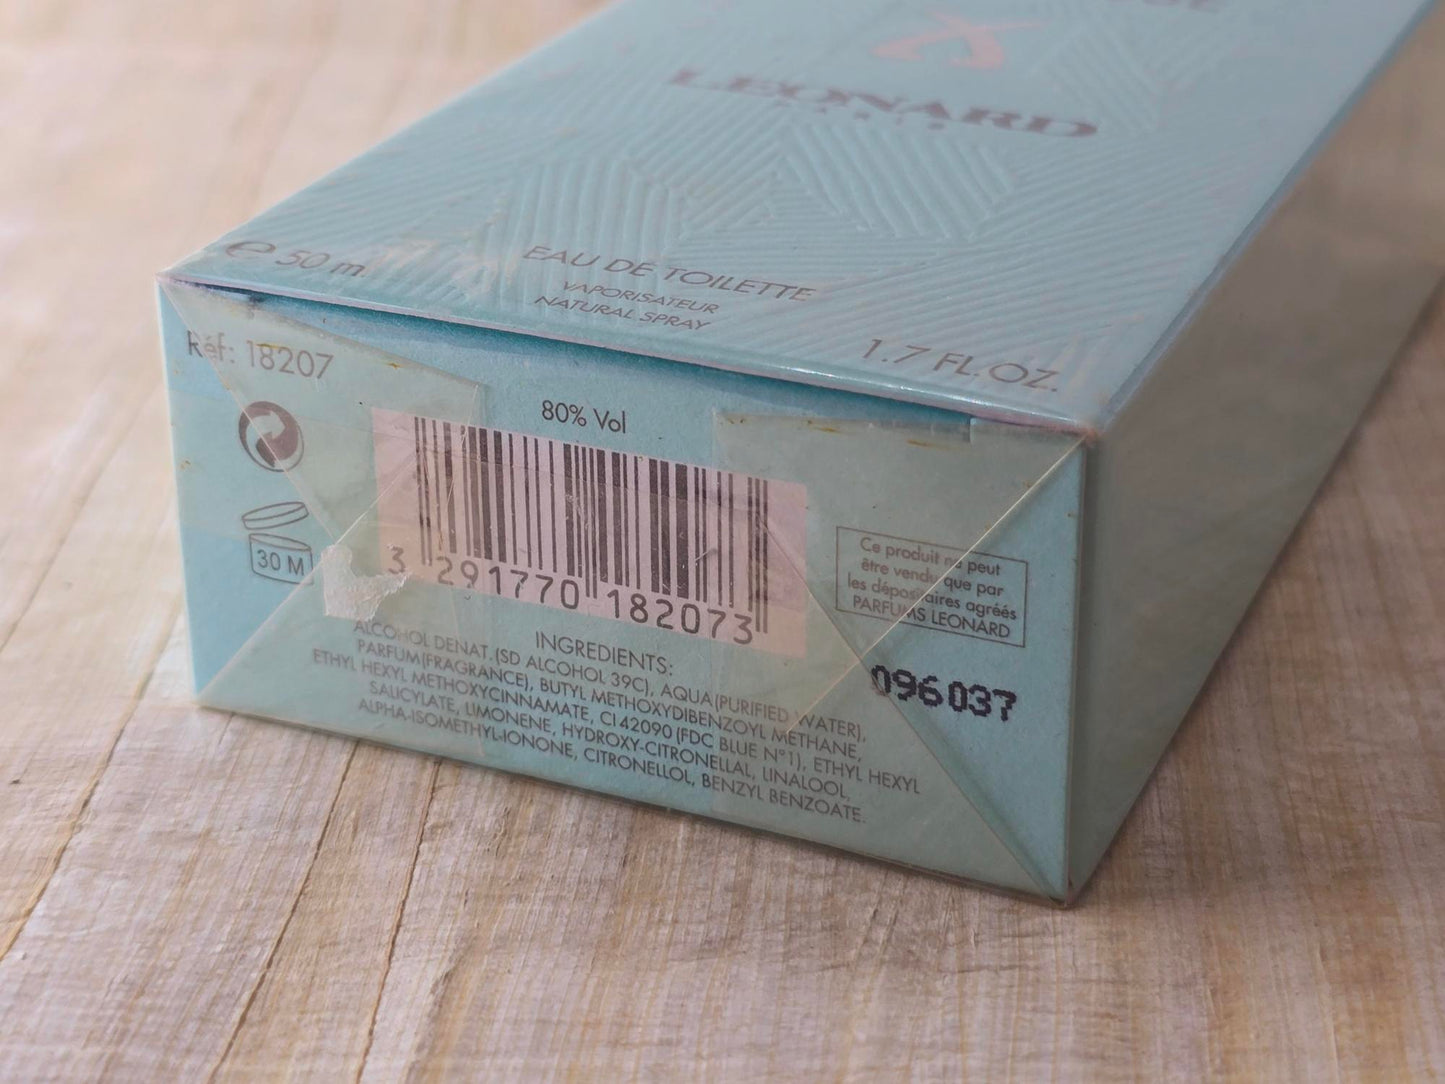 LEONARD
PARIS
e 50 m
EAU DE TOILETTE
VAPORISATEUR
NATURAL SPRAY
1.7 FL.OZ.
Réf: 18207
80% Vol
30 M
3 291770 182073
Ce produit ne peut
être vendu que par
les dépositaires agréés
PARFUMS LEONARD
096037
INGREDIENTS:
ALCOHOL DENAT.(SD ALCOHOL 39C), AQUA(PURIFIED WATER),
PARFUM(FRAGRANCE), BUTYL METHOXYDIBENZOYL METHANE,
ETHYL HEXYL METHOXYCINNAMATE, CI 42090 (FDC BLUE N°1), ETHYL HEXYL
SALICYLATE, LIMONENE, HYDROXY-CITRONELLAL, LINALOOL,
ALPHA-ISOMETHYL-IONONE, CITRONELLOL, BENZYL BENZOATE.